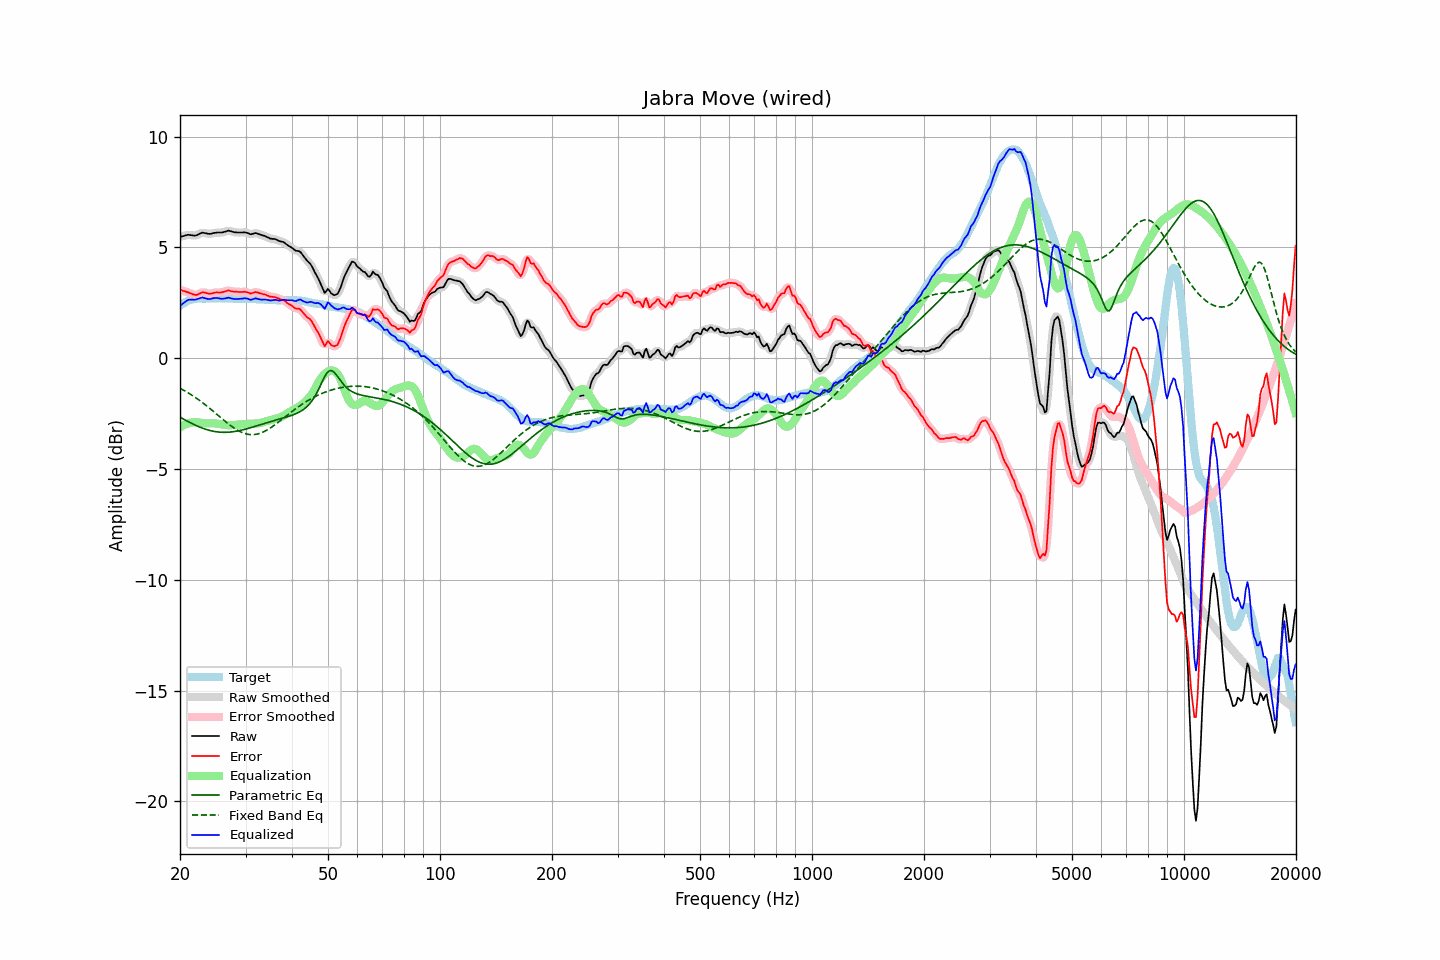 Jabra Move (wired)
10
5
0
−5
−10
−15
−20
Amplitude (dBr)
Target
Raw Smoothed
Error Smoothed
Raw
Error
Equalization
Parametric Eq
Fixed Band Eq
Equalized
20 50 100 200 500 1000 2000 5000 10000 20000
Frequency (Hz)